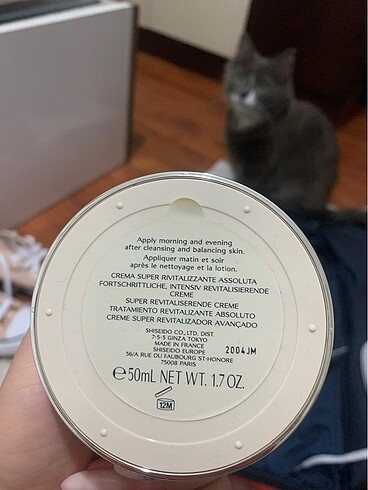 Apply morning and evening
after cleansing and balancing skin.
Appliquer matin et soir
après le nettoyage et la lotion.
CREMA SUPER RIVITALIZZANTE ASSOLUTA
FORTSCHRITTLICHE, INTENSIV REVITALISIERENDE
CREME
SUPER REVITALISERENDE CREME
TRATAMIENTO REVITALIZANTE ABSOLUTO
CREME SUPER REVITALIZADOR AVANÇADO
SHISEIDO CO., LTD. DIST.
7-5-5 GINZA TOKYO
MADE IN FRANCE
SHISEIDO EUROPE
56/A RUE DU FAUBOURG ST-HONORE
75008 PARIS
2004JM
℮ 50mL NET WT. 1.7 OZ.
12M